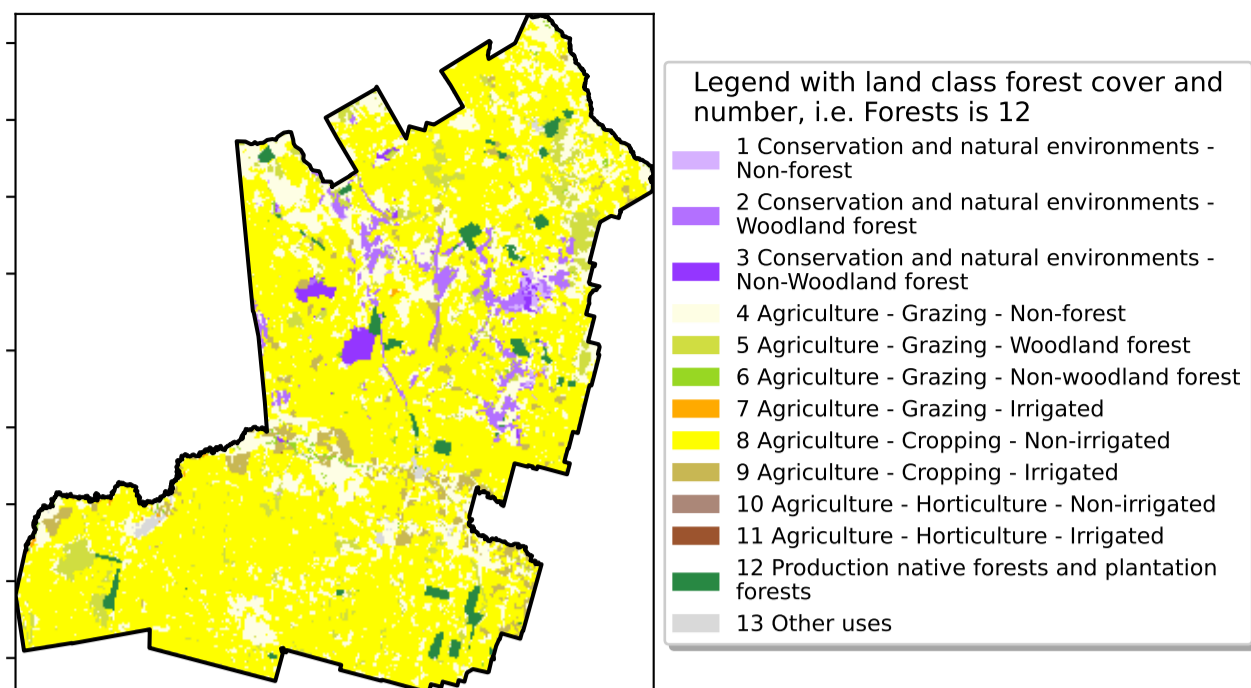 Legend with land class forest cover and
number, i.e. Forests is 12
1 Conservation and natural environments -
Non-forest
2 Conservation and natural environments -
Woodland forest
3 Conservation and natural environments -
Non-Woodland forest
4 Agriculture - Grazing - Non-forest
5 Agriculture - Grazing - Woodland forest
6 Agriculture - Grazing - Non-woodland forest
7 Agriculture - Grazing - Irrigated
8 Agriculture - Cropping - Non-irrigated
9 Agriculture - Cropping - Irrigated
10 Agriculture - Horticulture - Non-irrigated
11 Agriculture - Horticulture - Irrigated
12 Production native forests and plantation
forests
13 Other uses